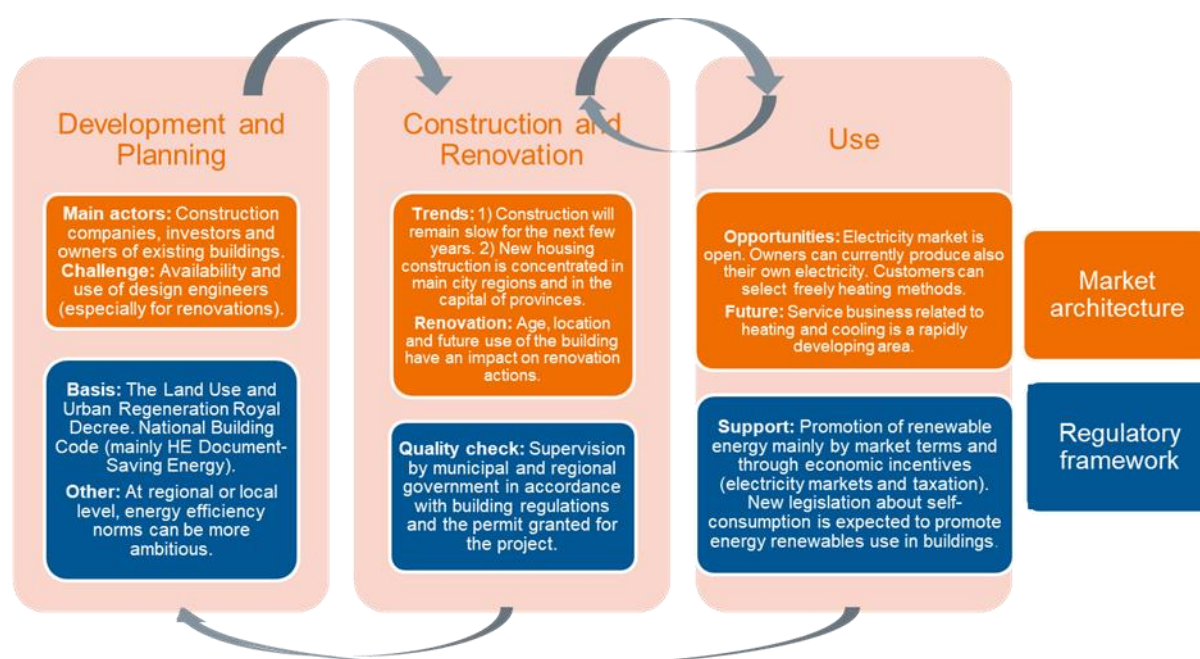 Development and
Planning
Main actors: Construction
companies, investors and
owners of existing buildings.
Challenge: Availability and
use of design engineers
(especially for renovations).
Basis: The Land Use and
Urban Regeneration Royal
Decree. National Building
Code (mainly HE Document-
Saving Energy).
Other: At regional or local
level, energy efficiency
norms can be more
ambitious.
Construction and
Renovation
Trends: 1) Construction will
remain slow for the next few
years. 2) New housing
construction is concentrated in
main city regions and in the
capital of provinces.
Renovation: Age, location
and future use of the building
have an impact on renovation
actions.
Quality check: Supervision
by municipal and regional
government in accordance
with building regulations
and the permit granted for
the project.
Use
Opportunities: Electricity market is
open. Owners can currently produce also
their own electricity. Customers can
select freely heating methods.
Future: Service business related to
heating and cooling is a rapidly
developing area.
Support: Promotion of renewable
energy mainly by market terms and
through economic incentives
(electricity markets and taxation).
New legislation about self-
consumption is expected to promote
energy renewables use in buildings.
Market
architecture
Regulatory
framework